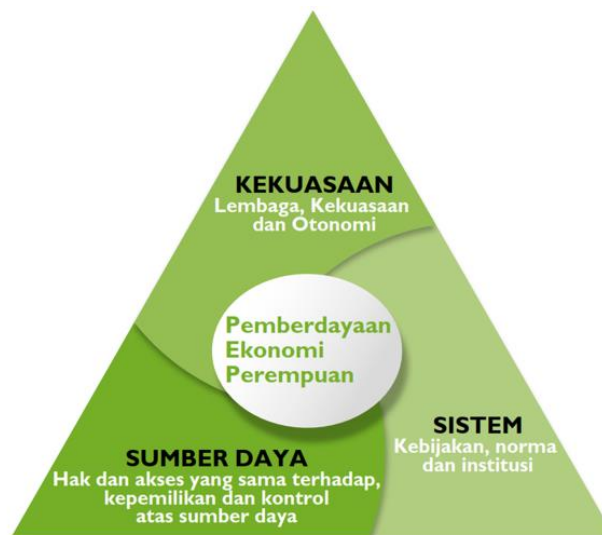 KEKUASAAN
Lembaga, Kekuasaan
dan Otonomi
Pemberdayaan
Ekonomi
Perempuan
SUMBER DAYA
Hak dan akses yang sama terhadap,
kepemilikan dan kontrol
atas sumber daya
SISTEM
Kebijakan, norma
dan institusi